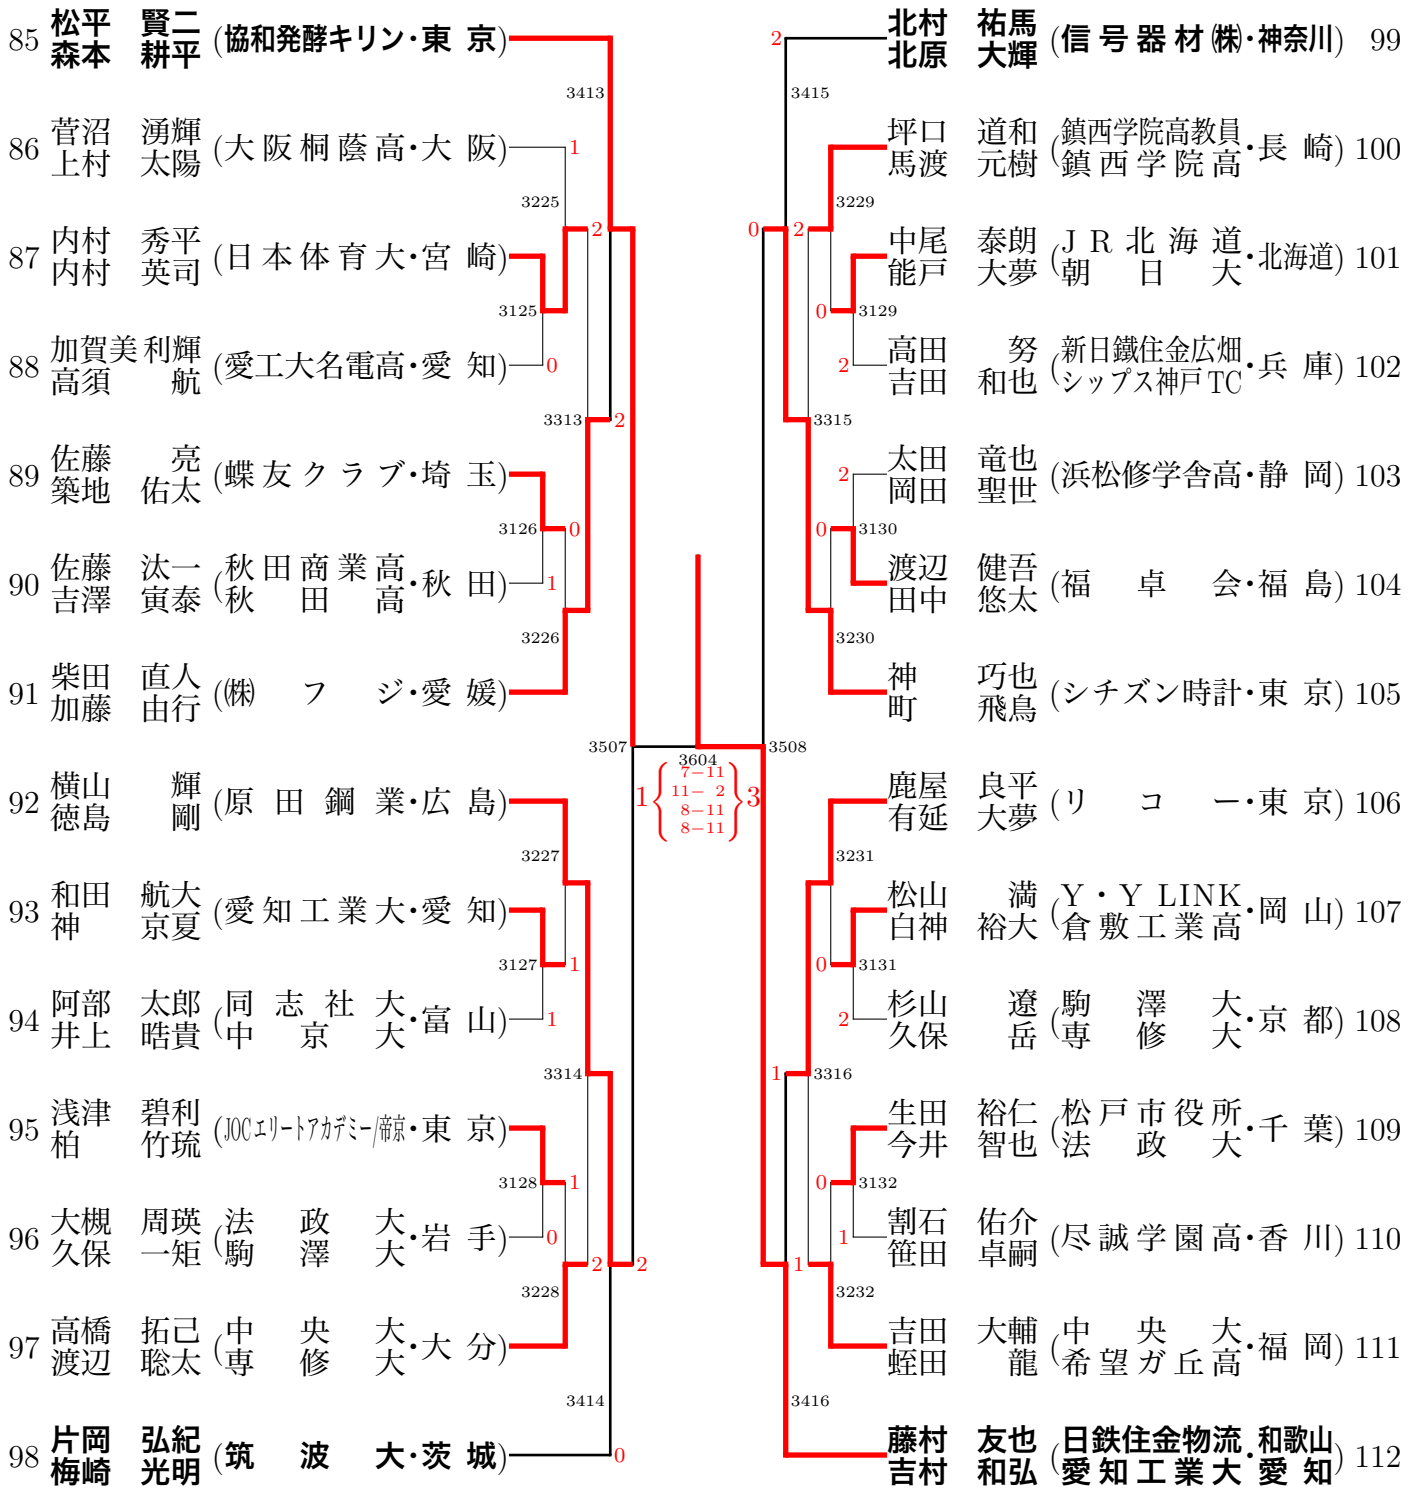 85 松平 賢二 森本 耕平 (協和発酵キリン・東 京)
3413
86 菅沼 湧輝 上村 太陽 (大阪桐蔭高・大 阪) 1
3225
2
87 内村 秀平 内村 英司 (日本体育大・宮 崎)
3125
88 加賀美利輝 高須 航 (愛工大名電高・愛 知) 0
3313
2
89 佐藤 亮 築地 佑太 (蝶友クラブ・埼 玉)
3126 0
90 佐藤 汰一 吉澤 寅泰 (秋田商業高 秋田高・秋 田) 1
3226
91 柴田 直人 加藤 由行 (㈱フジ・愛 媛)
3507
92 横山 輝 徳島 剛 (原田鋼業・広 島)
3227
93 和田 航大 神 京夏 (愛知工業大・愛 知)
3127 1
94 阿部 太郎 井上 晧貴 (同志社大 中京大・富 山) 1
3314
95 浅津 碧利 柏 竹琉 (JOCエリートアカデミー/帝京・東 京)
3128 1
96 大槻 周瑛 久保 一矩 (法政大 駒澤大・岩 手) 0
2 2
3228
97 高橋 拓己 渡辺 聡太 (中央大 専修大・大 分)
3414
98 片岡 弘紀 梅崎 光明 (筑波大・茨 城) 0
3604
1 { 7−11
11− 2
8−11
8−11 } 3
2 北村 祐馬 北原 大輝 (信号器材㈱・神奈川) 99
3415
坪口 道和 馬渡 元樹 (鎮西学院高教員 鎮西学院高・長 崎) 100
3229
0 2
中尾 泰朗 能戸 大夢 (JR北海道 朝日大・北海道) 101
0 3129
2 高田 努 吉田 和也 (新日鐵住金広畑 シップス神戸TC・兵 庫) 102
3315
2 太田 竜也 岡田 聖世 (浜松修学舎高・静 岡) 103
0 3130
渡辺 健吾 田中 悠太 (福卓会・福 島) 104
3230
神 巧也 町 飛鳥 (シチズン時計・東 京) 105
3508
鹿屋 良平 有延 大夢 (リコー・東 京) 106
3231
松山 満 白神 裕大 (Y・Y LINK 倉敷工業高・岡 山) 107
0 3131
2 杉山 遼 久保 岳 (駒澤大 専修大・京 都) 108
1 3316
生田 裕仁 今井 智也 (松戸市役所 法政大・千 葉) 109
0 3132
1 割石 佑介 笹田 卓嗣 (尽誠学園高・香 川) 110
1
3232
吉田 大輔 蛭田 龍 (中央大 希望ガ丘高・福 岡) 111
3416
藤村 友也 吉村 和弘 (日鉄住金物流 愛知工業大・和歌山 愛 知) 112